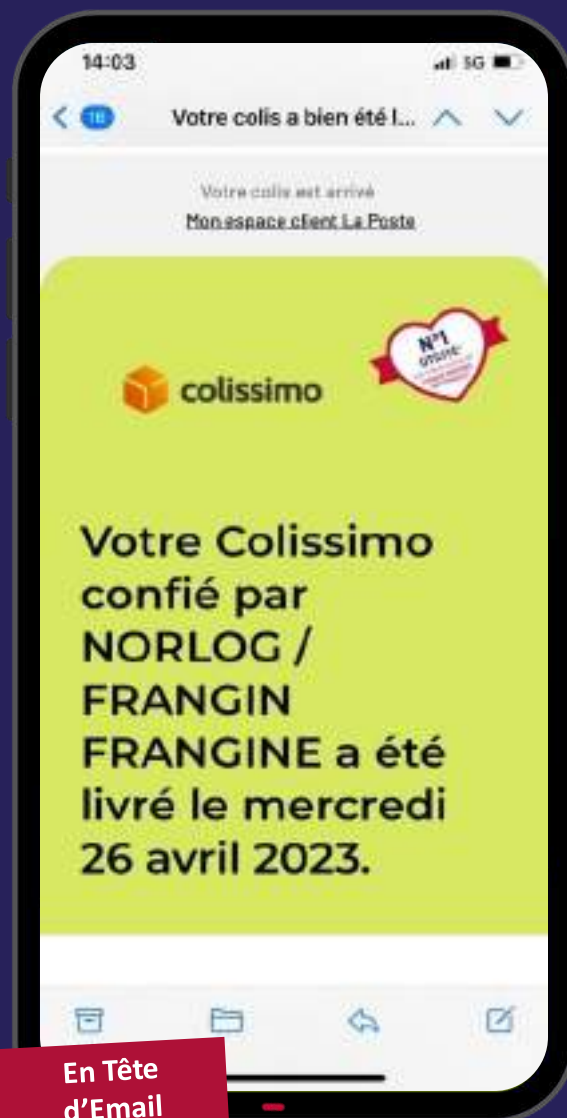 14:03
5G
Votre colis a bien été l...
Votre colis est arrivé
Mon espace client La Poste
N°1
colissimo
Votre Colissimo
confié par
NORLOG /
FRANGIN
FRANGINE a été
livré le mercredi
26 avril 2023.
En Tête
d'Email